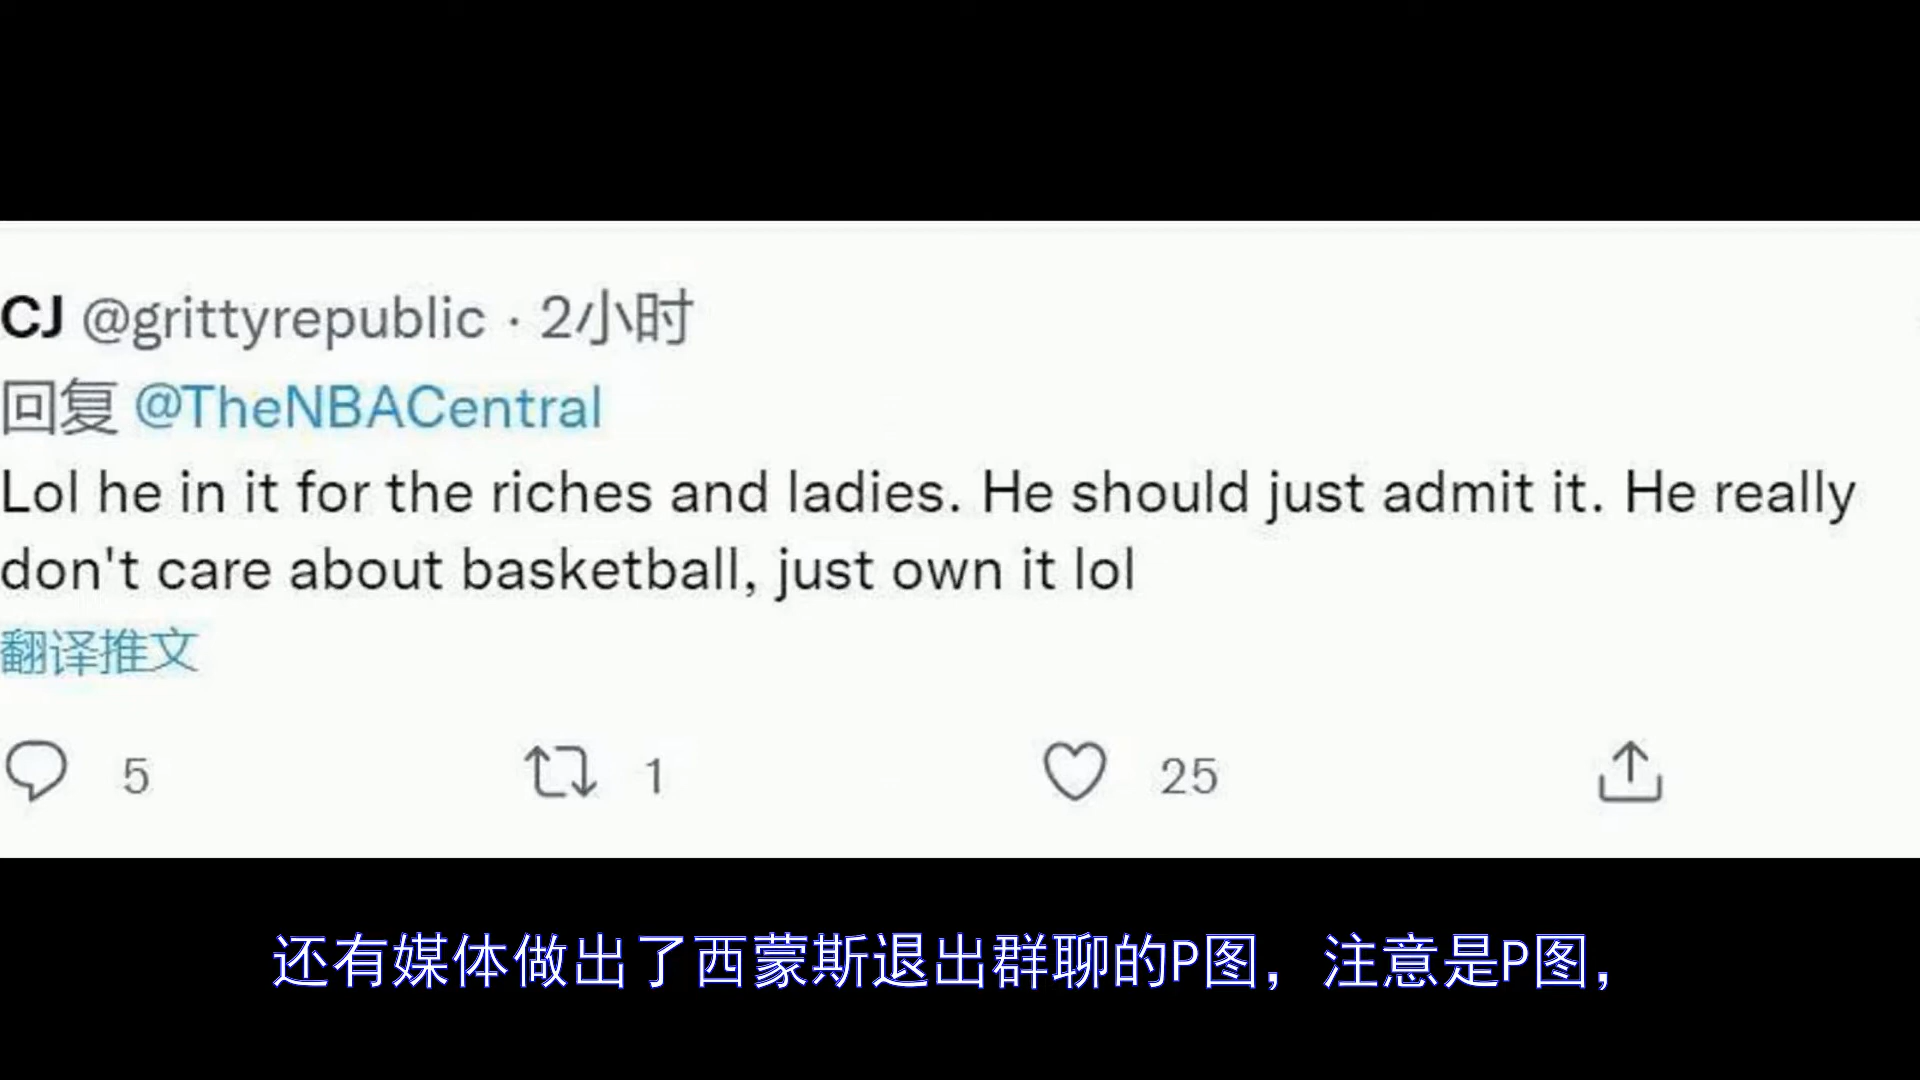 CJ @grittyrepublic · 2小时
回复 @TheNBACentral
Lol he in it for the riches and ladies. He should just admit it. He really
don't care about basketball, just own it lol
翻译推文
5 1 25
还有媒体做出了西蒙斯退出群聊的P图，注意是P图，